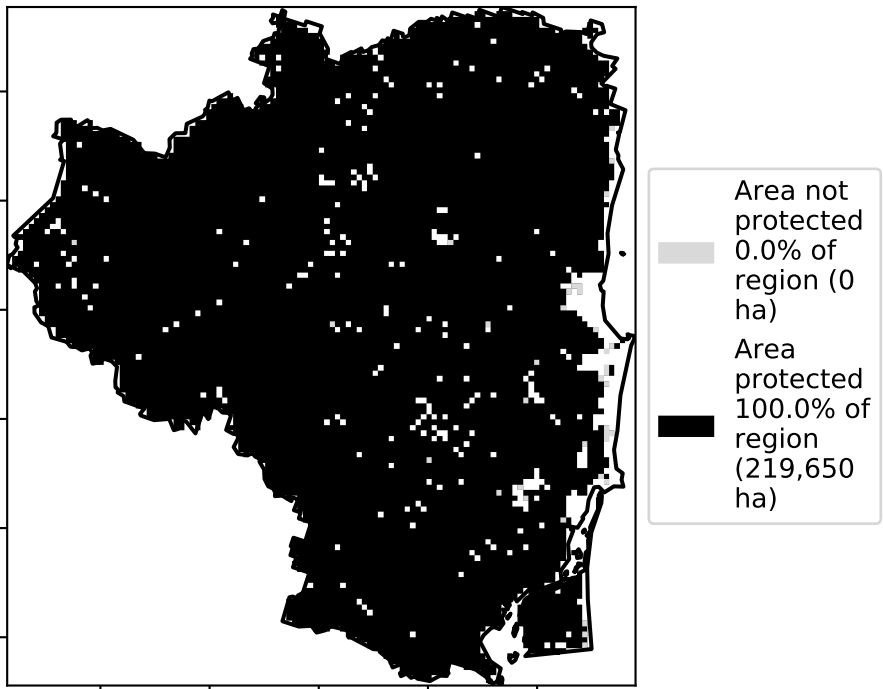 Area not
protected
0.0% of
region (0
ha)
Area
protected
100.0% of
region
(219,650
ha)